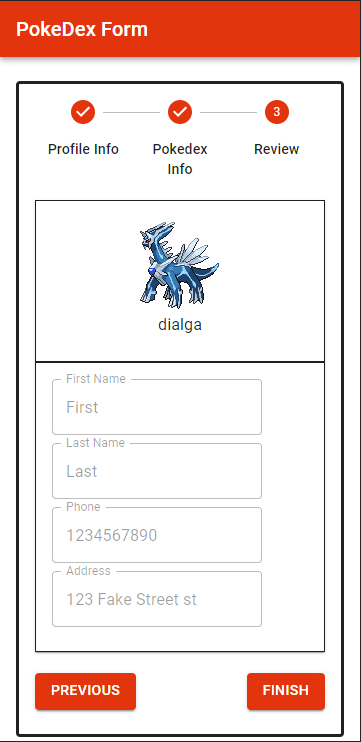 PokeDex Form
3
Profile Info
Pokedex
Info
Review
dialga
First Name
First
Last Name
Last
Phone
1234567890
Address
123 Fake Street st
PREVIOUS
FINISH